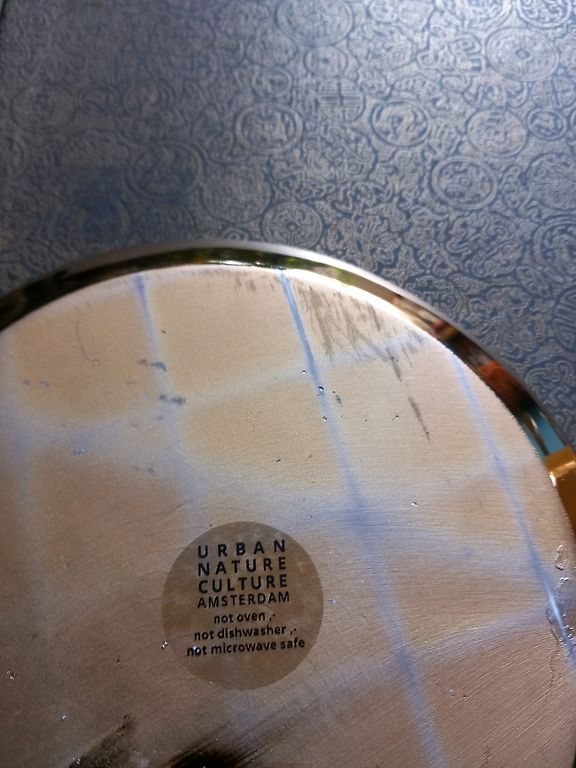 URBAN
NATURE
CULTURE
AMSTERDAM
not oven ,-
not dishwasher ,-
not microwave safe